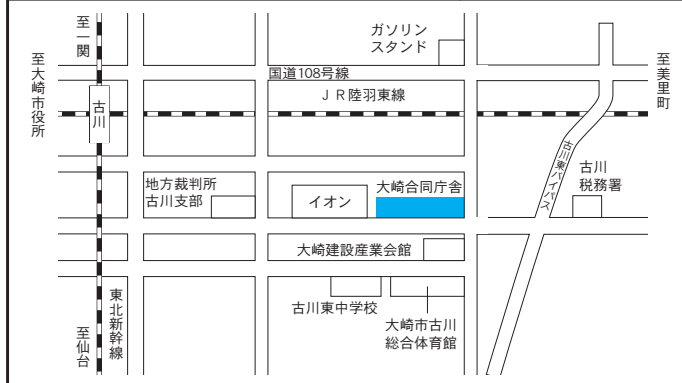 至一関
ガソリン
スタンド
至大崎市役所
至美里町
国道108号線
ＪＲ陸羽東線
古川
古川東バイパス
地方裁判所
古川支部
イオン
大崎合同庁舎
古川
税務署
大崎建設産業会館
東北新幹線
至仙台
古川東中学校
大崎市古川
総合体育館